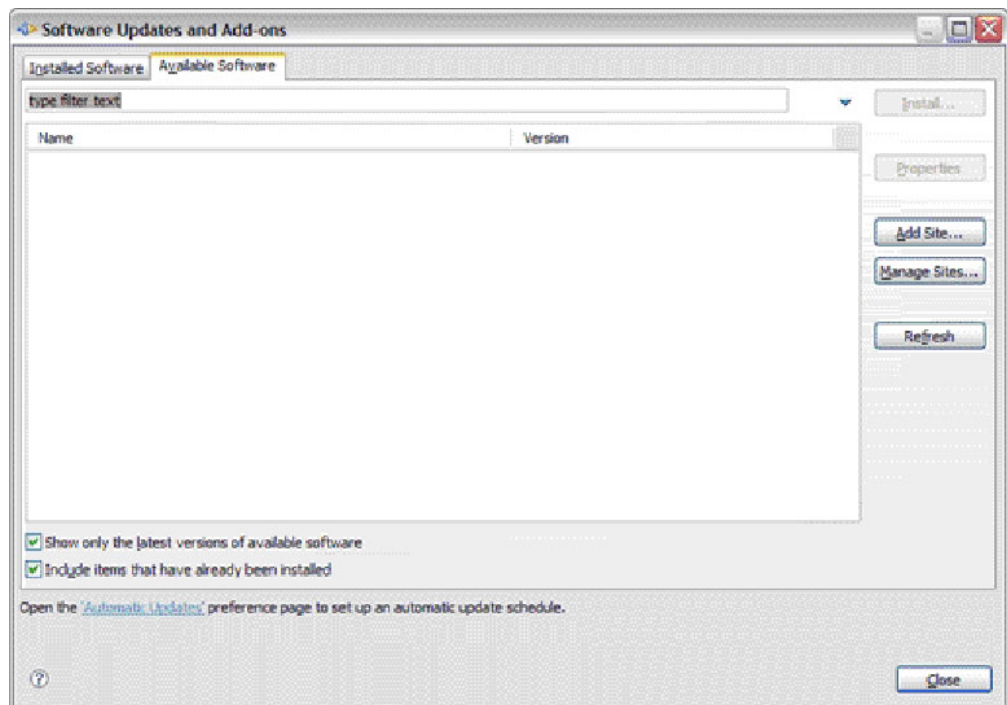 Software Updates and Add-ons
Installed Software
Available Software
type filter text
Install...
Name
Version
Properties
Add Site...
Manage Sites...
Refresh
Show only the latest versions of available software
Include items that have already been installed
Open the 'Automatic Updates' preference page to set up an automatic update schedule.
?
Close